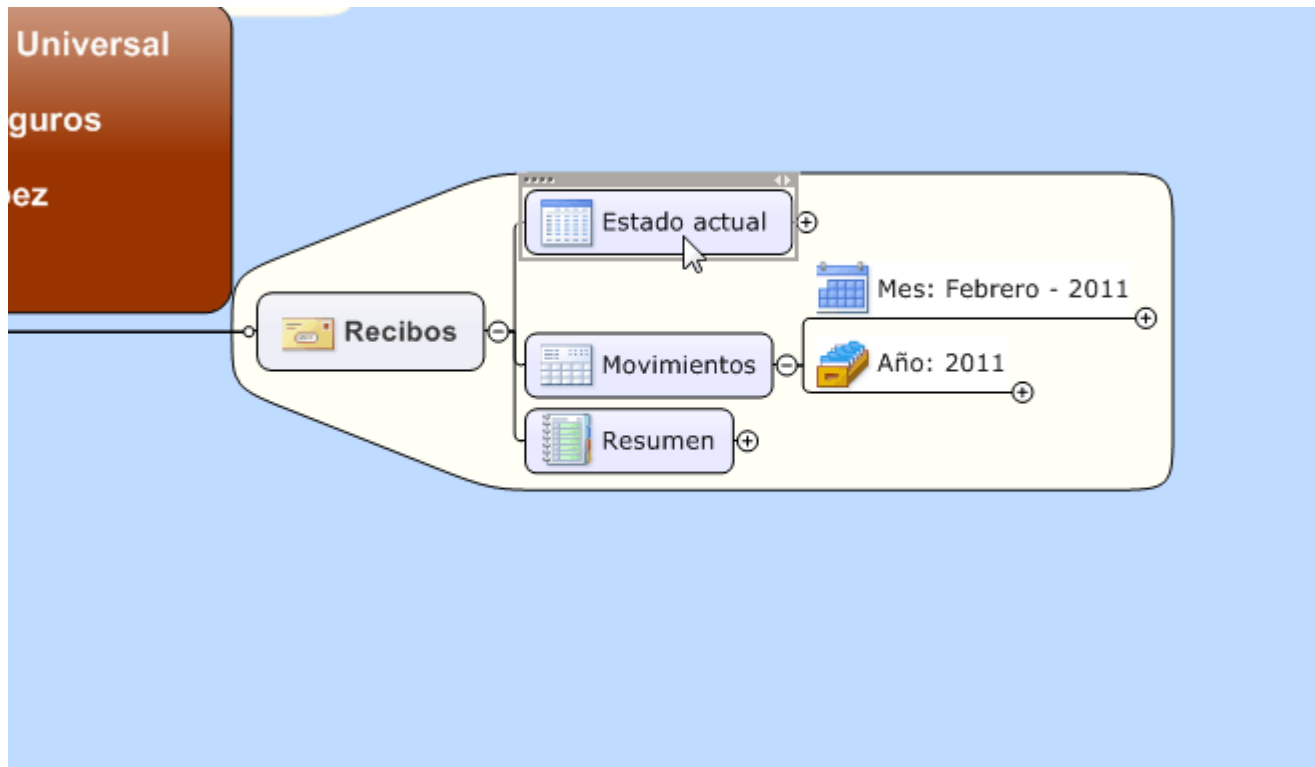 Universal
guros
ez
Estado actual
Mes: Febrero - 2011
Recibos
Movimientos
Año: 2011
Resumen